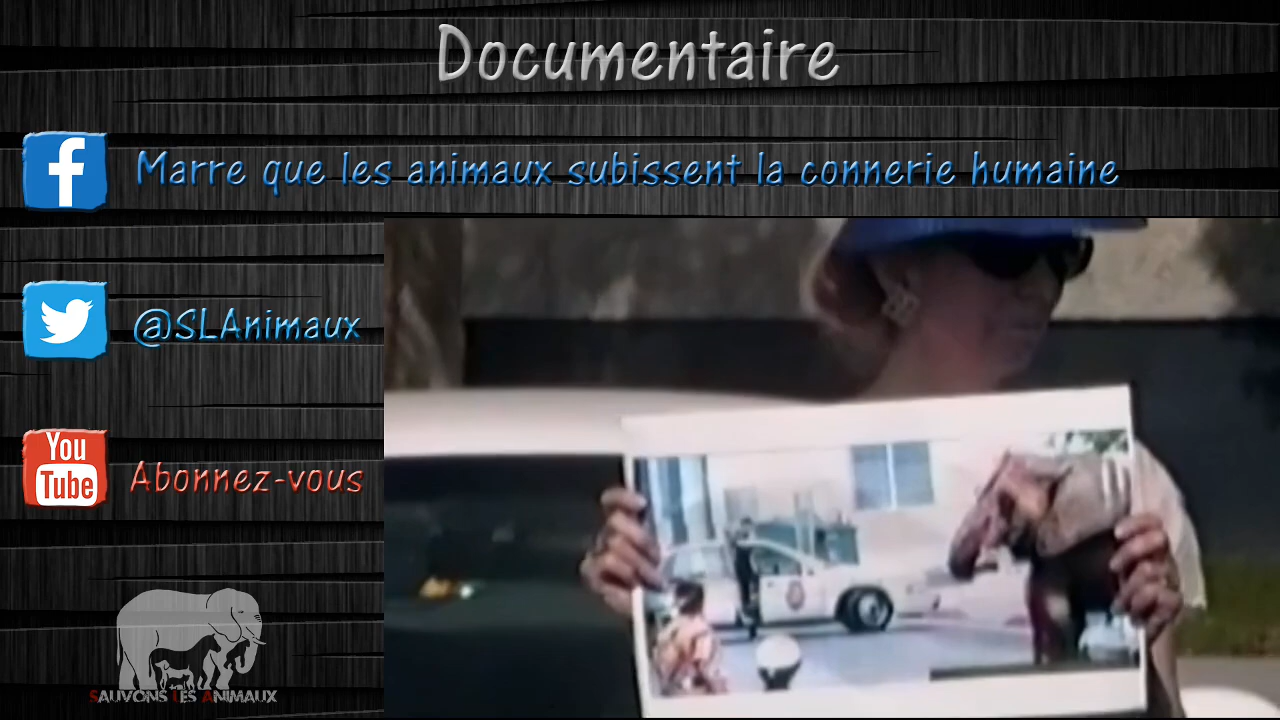 Documentaire
Marre que les animaux subissent la connerie humaine
@SLAnimaux
You
Tube
Abonnez-vous
SAUVONS LES ANIMAUX